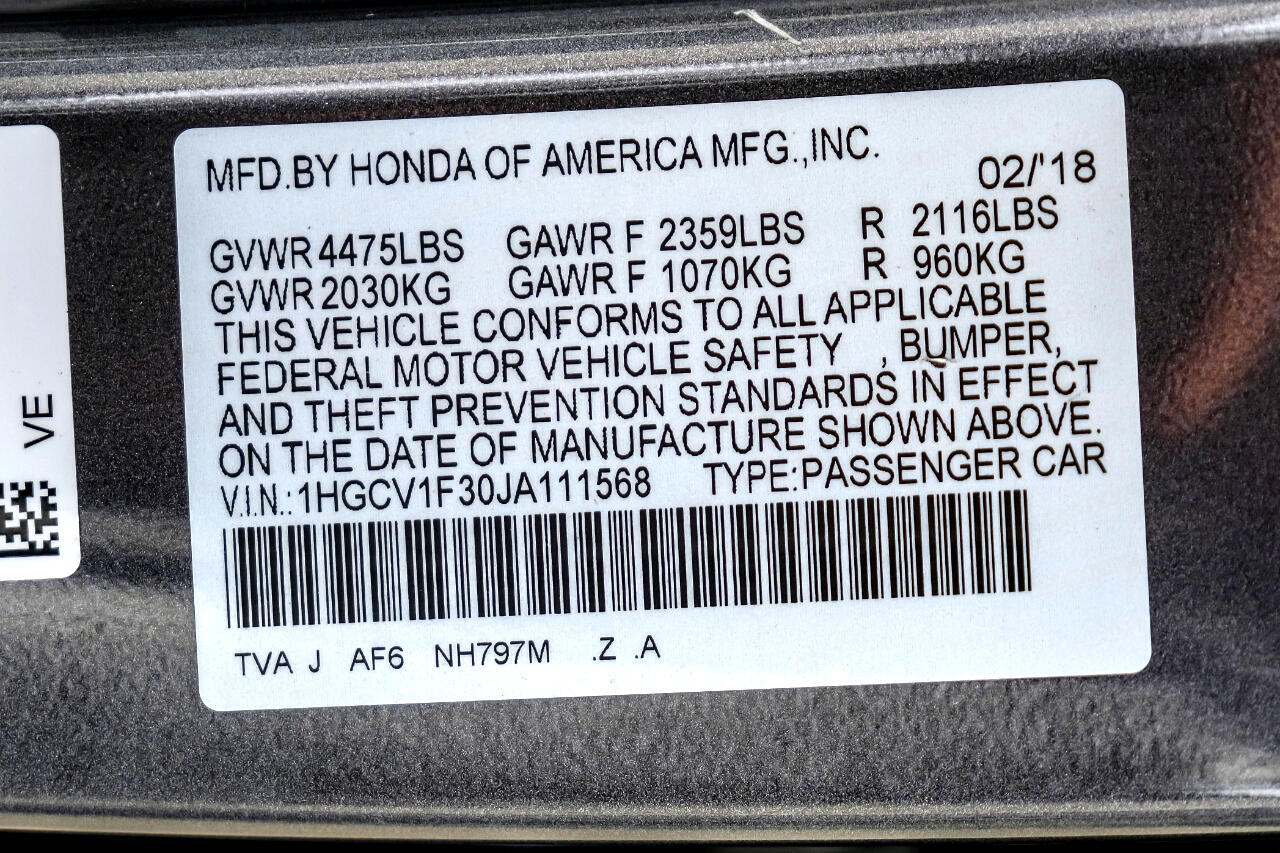 MFD.BY HONDA OF AMERICA MFG.,INC.
02/'18
GVWR 4475LBS GAWR F 2359LBS R 2116LBS
GVWR 2030KG GAWR F 1070KG R 960KG
THIS VEHICLE CONFORMS TO ALL APPLICABLE
FEDERAL MOTOR VEHICLE SAFETY , BUMPER,
AND THEFT PREVENTION STANDARDS IN EFFECT
ON THE DATE OF MANUFACTURE SHOWN ABOVE.
V.I.N.: 1HGCV1F30JA111568 TYPE:PASSENGER CAR
TVA J AF6 NH797M .Z .A
VE